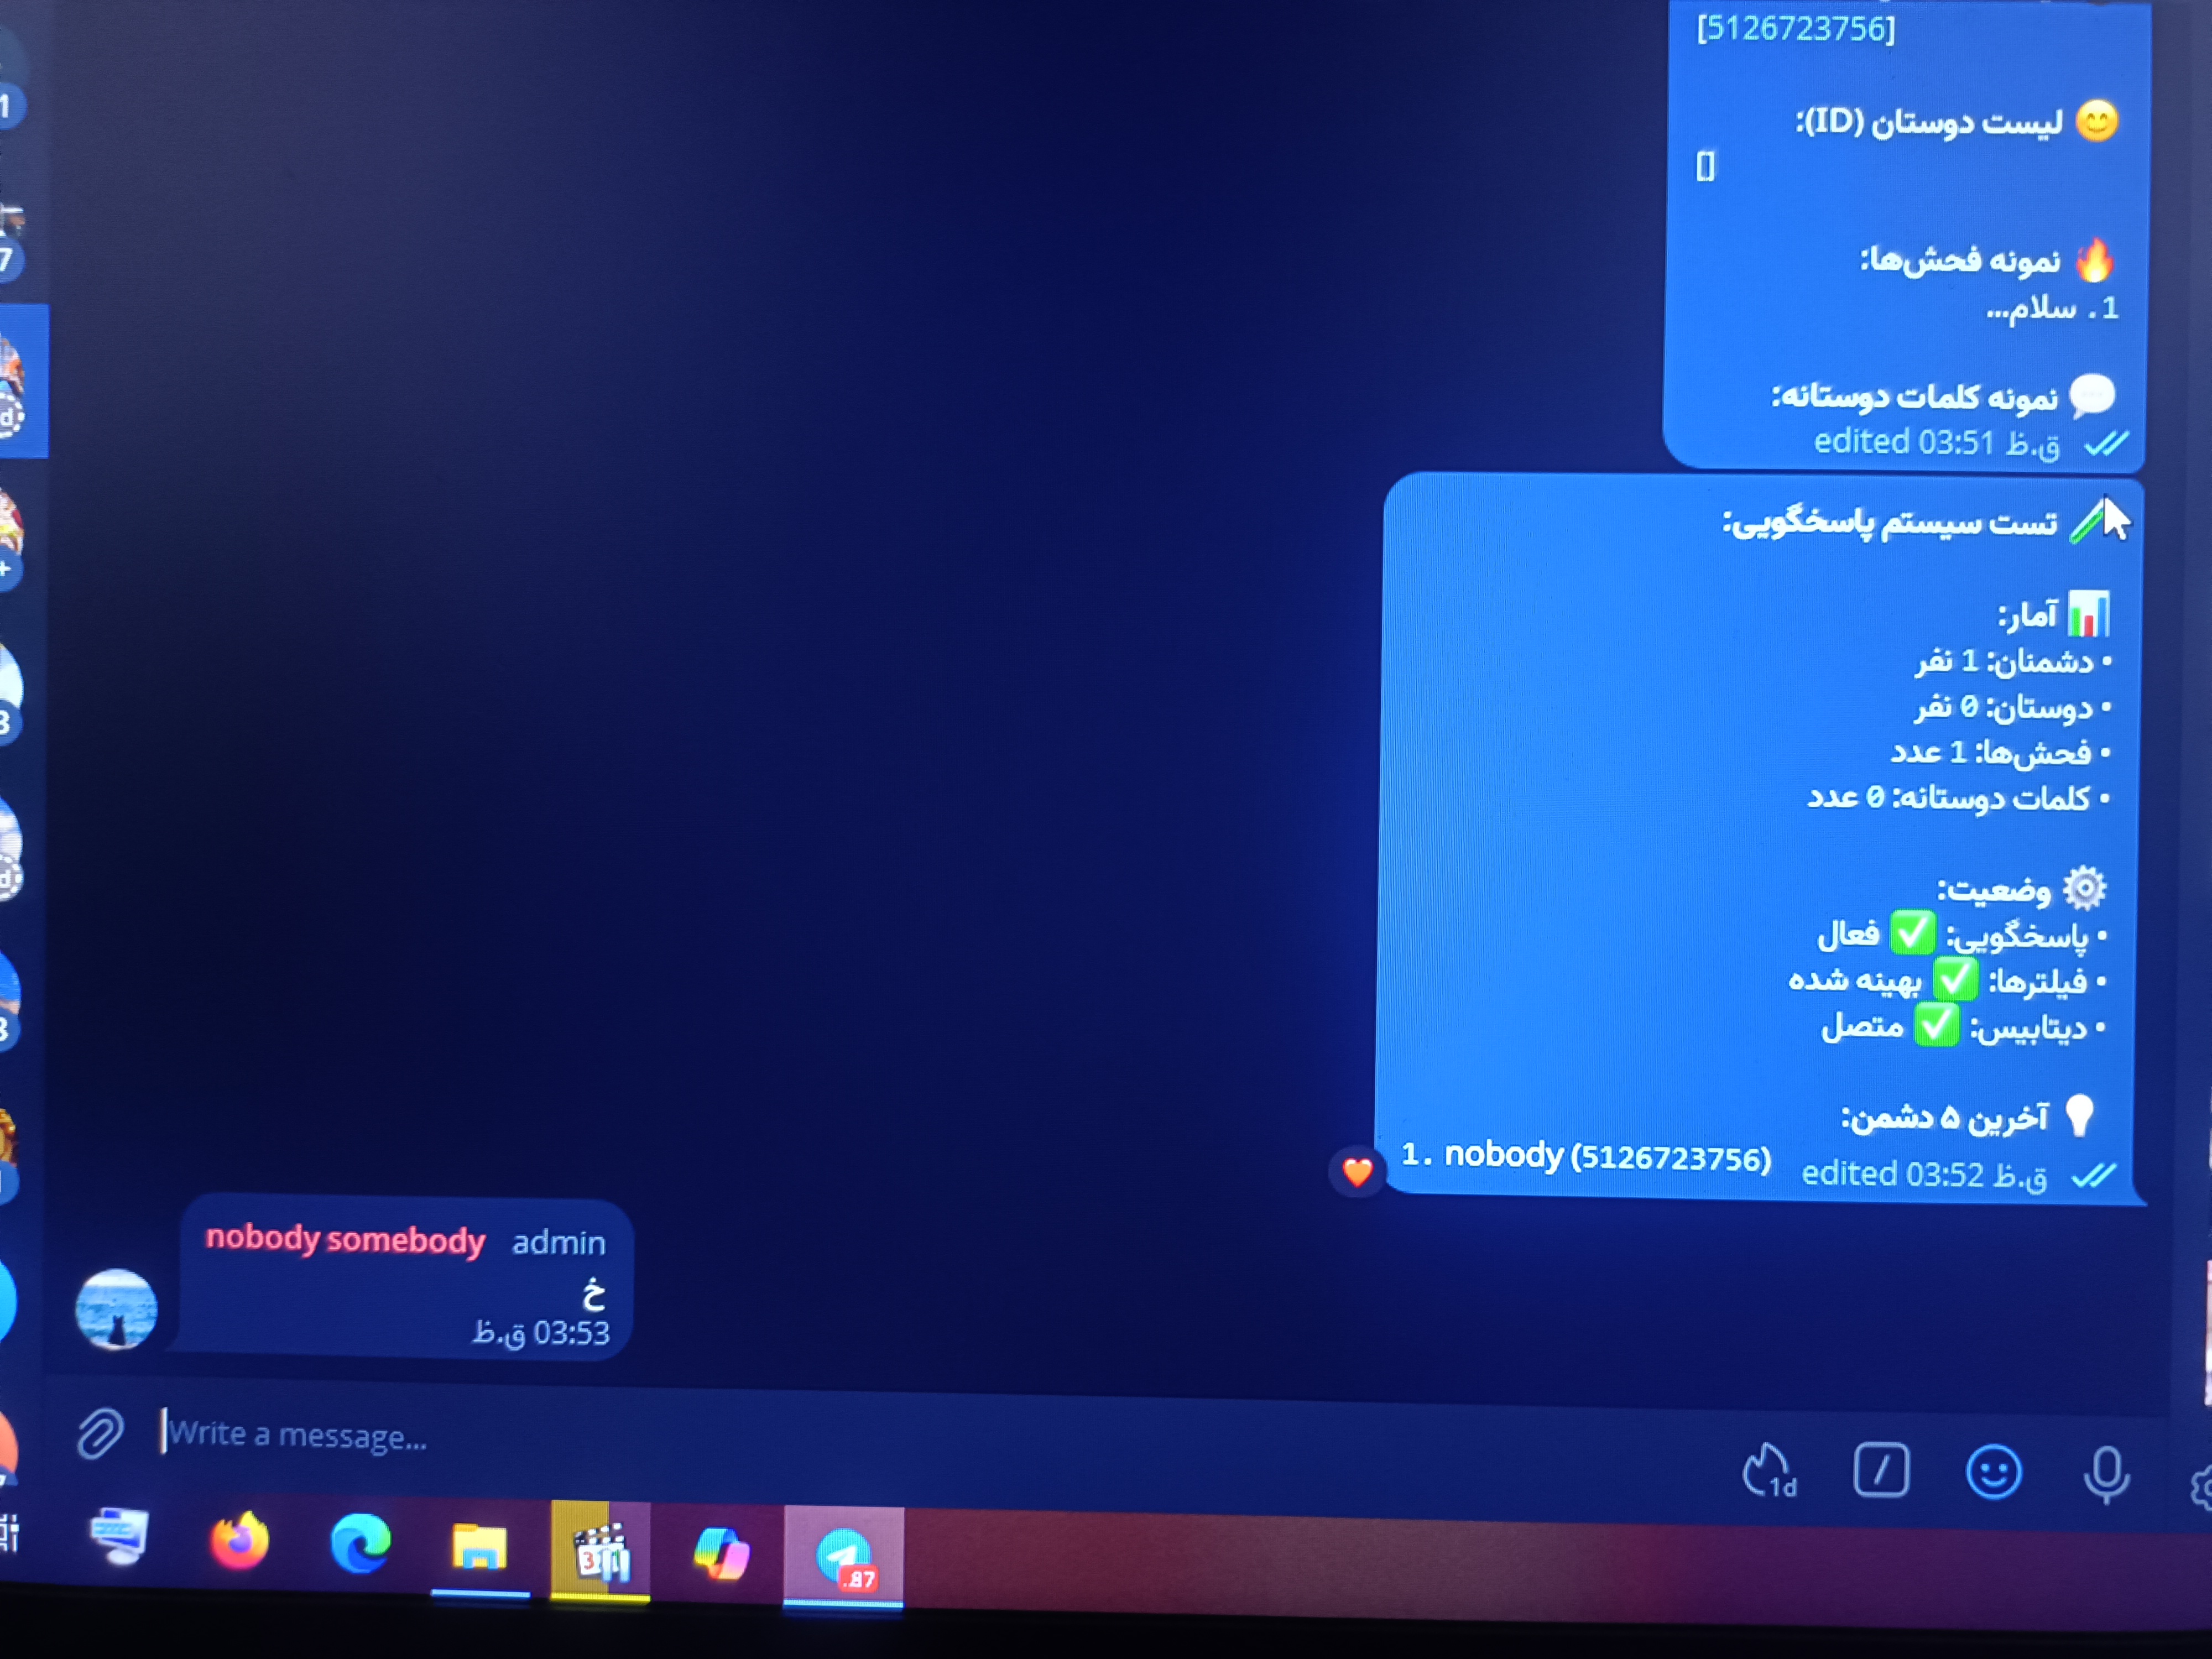 [5126723756]
😊 لیست دوستان (ID):
[]
🔥 نمونه فحش‌ها:
1. سلام...
💬 نمونه کلمات دوستانه:
edited 03:51 ق.ظ
تست سیستم پاسخگویی:
📊 آمار:
• دشمنان: 1 نفر
• دوستان: 0 نفر
• فحش‌ها: 1 عدد
• کلمات دوستانه: 0 عدد
⚙️ وضعیت:
• پاسخگویی: ✅ فعال
• فیلترها: ✅ بهینه شده
• دیتابیس: ✅ متصل
💡 آخرین ۵ دشمن:
1. nobody (5126723756)
edited 03:52 ق.ظ
nobody somebody admin
خ
03:53 ق.ظ
Write a message...
1d
.87